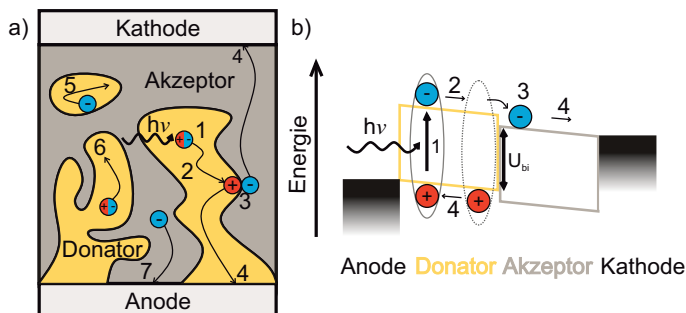 a)
Kathode
4
Akzeptor
5
hν
1
6
2
+ -
3
Donator
7
4
Anode
b)
Energie
hν
2
3
4
1
U_bi
4
Anode Donator Akzeptor Kathode